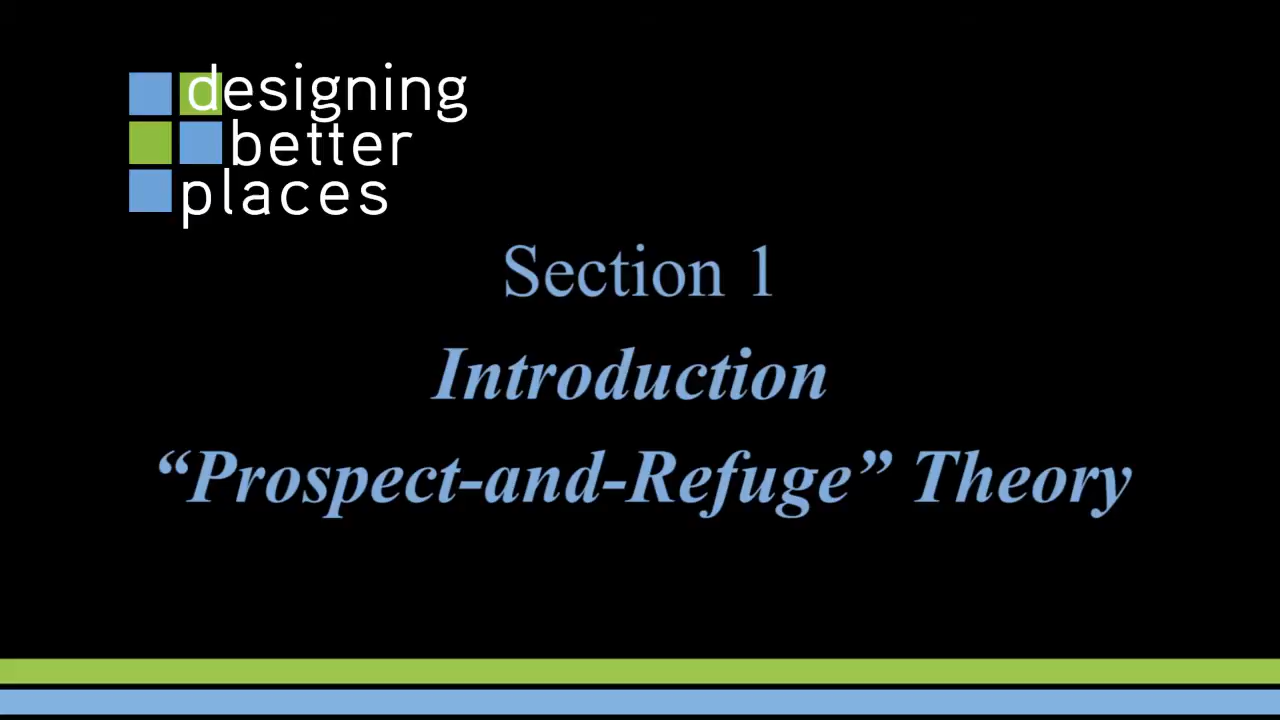 designing
better
places
Section 1
Introduction
“Prospect-and-Refuge” Theory